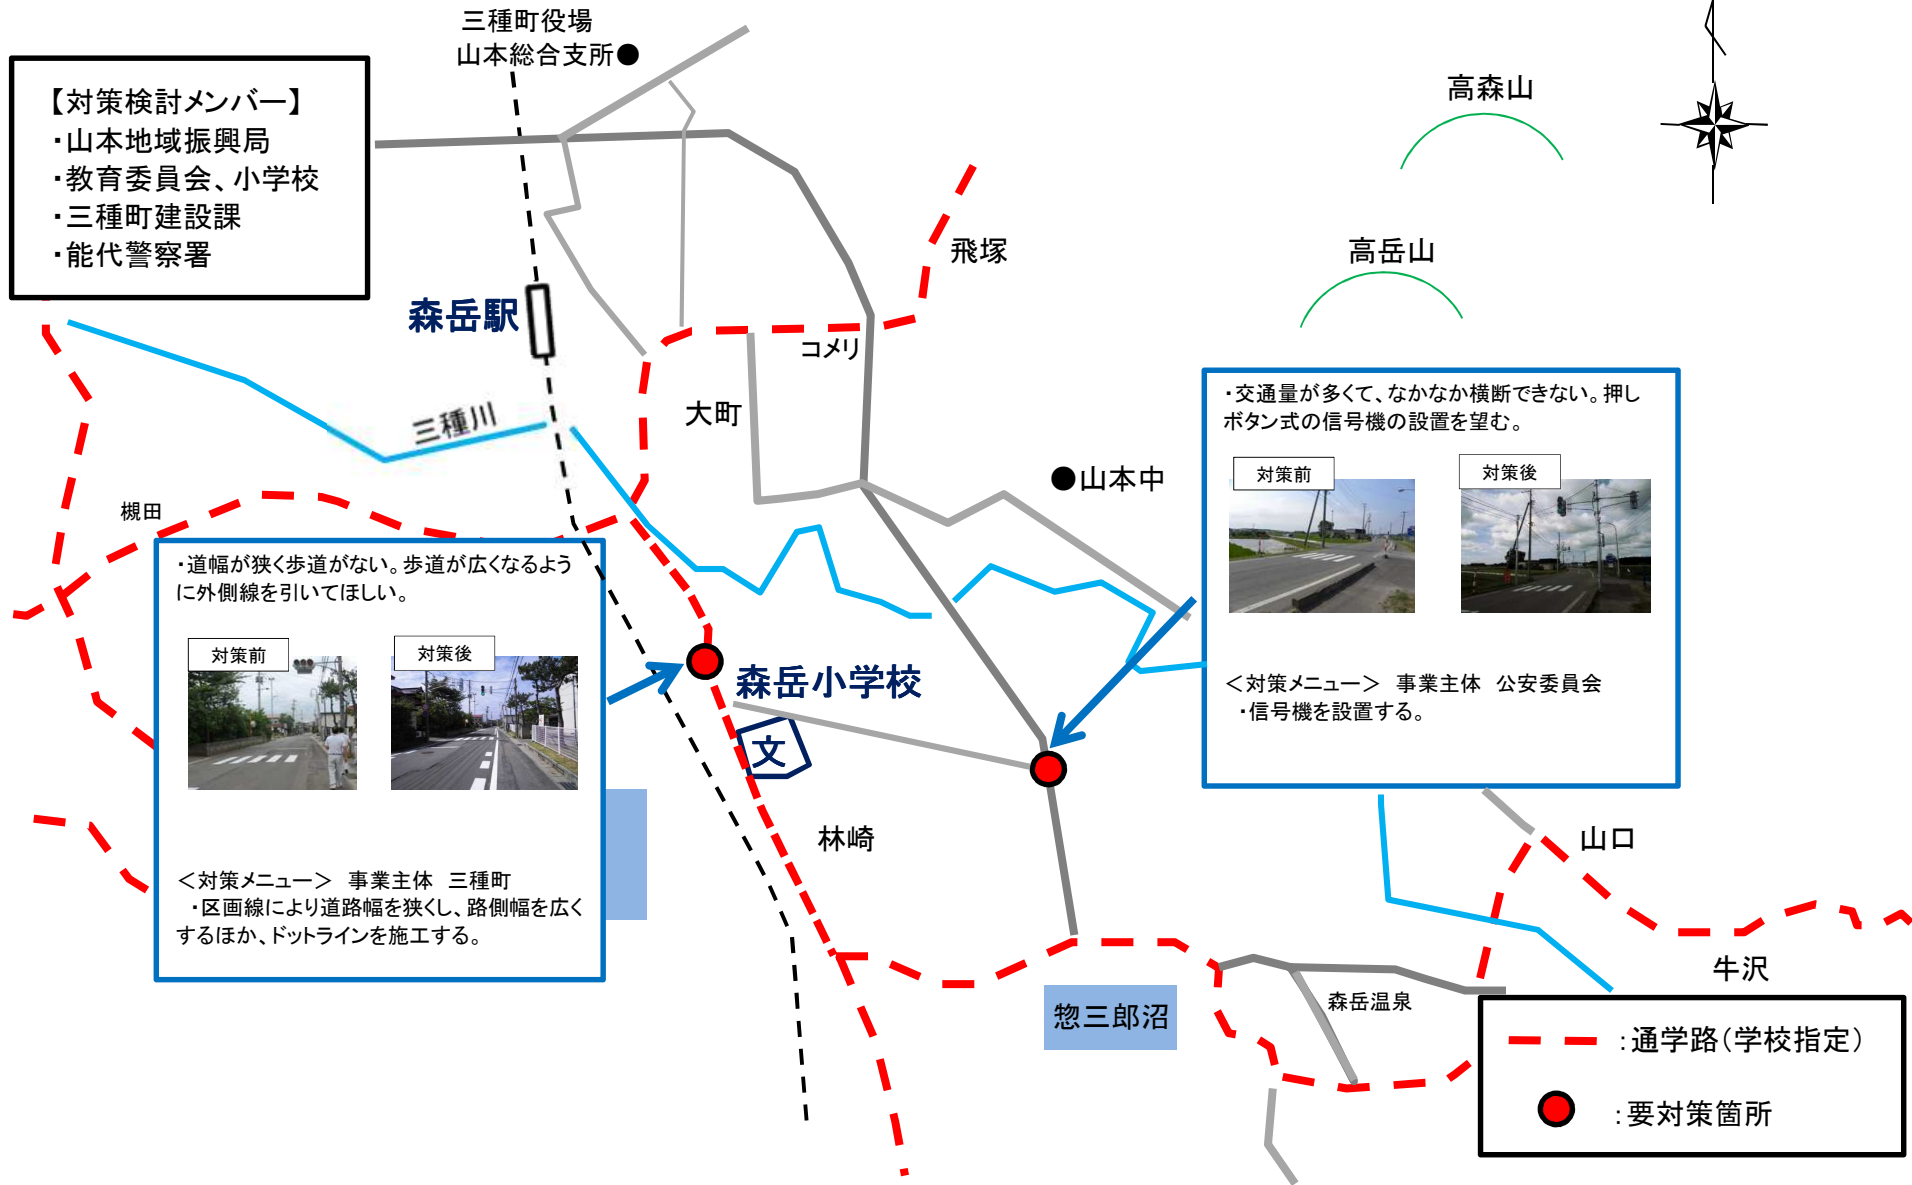 三種町役場
山本総合支所●
【対策検討メンバー】
・山本地域振興局
・教育委員会、小学校
・三種町建設課
・能代警察署
高森山
高岳山
飛塚
森岳駅
コメリ
三種川
大町
●山本中
槻田
・交通量が多くて、なかなか横断できない。押し
ボタン式の信号機の設置を望む。
対策前
対策後
＜対策メニュー＞　事業主体　公安委員会
・信号機を設置する。
・道幅が狭く歩道がない。歩道が広くなるよう
に外側線を引いてほしい。
対策前
対策後
＜対策メニュー＞　事業主体　三種町
・区画線により道路幅を狭くし、路側幅を広く
するほか、ドットラインを施工する。
森岳小学校
文
林崎
山口
牛沢
惣三郎沼
森岳温泉
：通学路（学校指定）
：要対策箇所